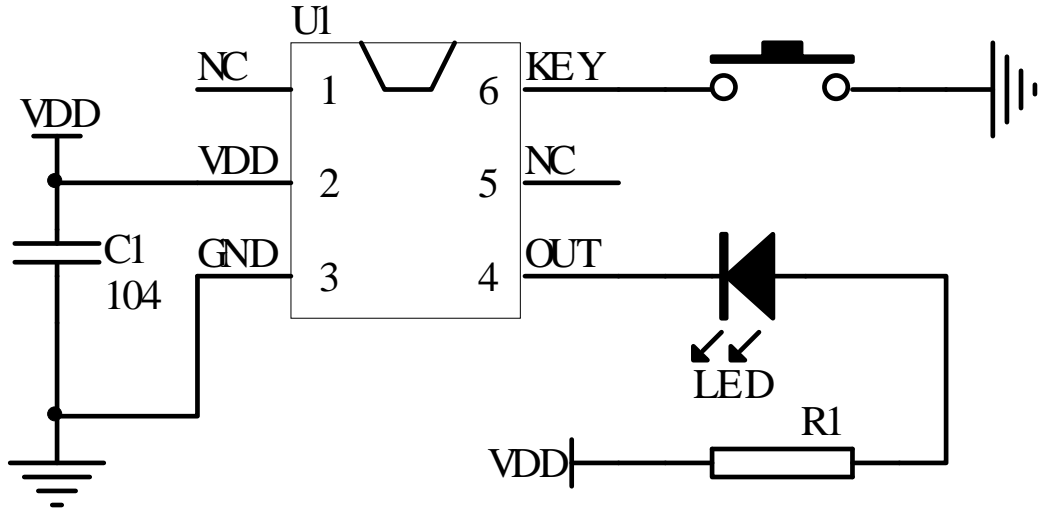 U1
NC 1 6 KEY
VDD
VDD 2 5 NC
C1
104
GND 3 4 OUT
LED
R1
VDD